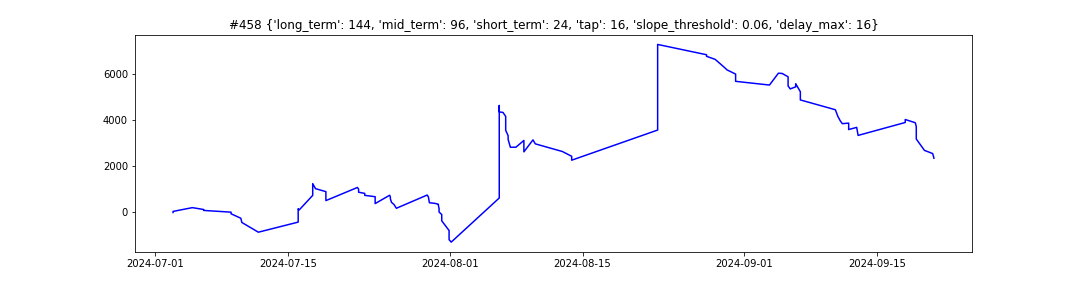 #458 {'long_term': 144, 'mid_term': 96, 'short_term': 24, 'tap': 16, 'slope_threshold': 0.06, 'delay_max': 16}
6000
4000
2000
0
2024-07-01 2024-07-15 2024-08-01 2024-08-15 2024-09-01 2024-09-15